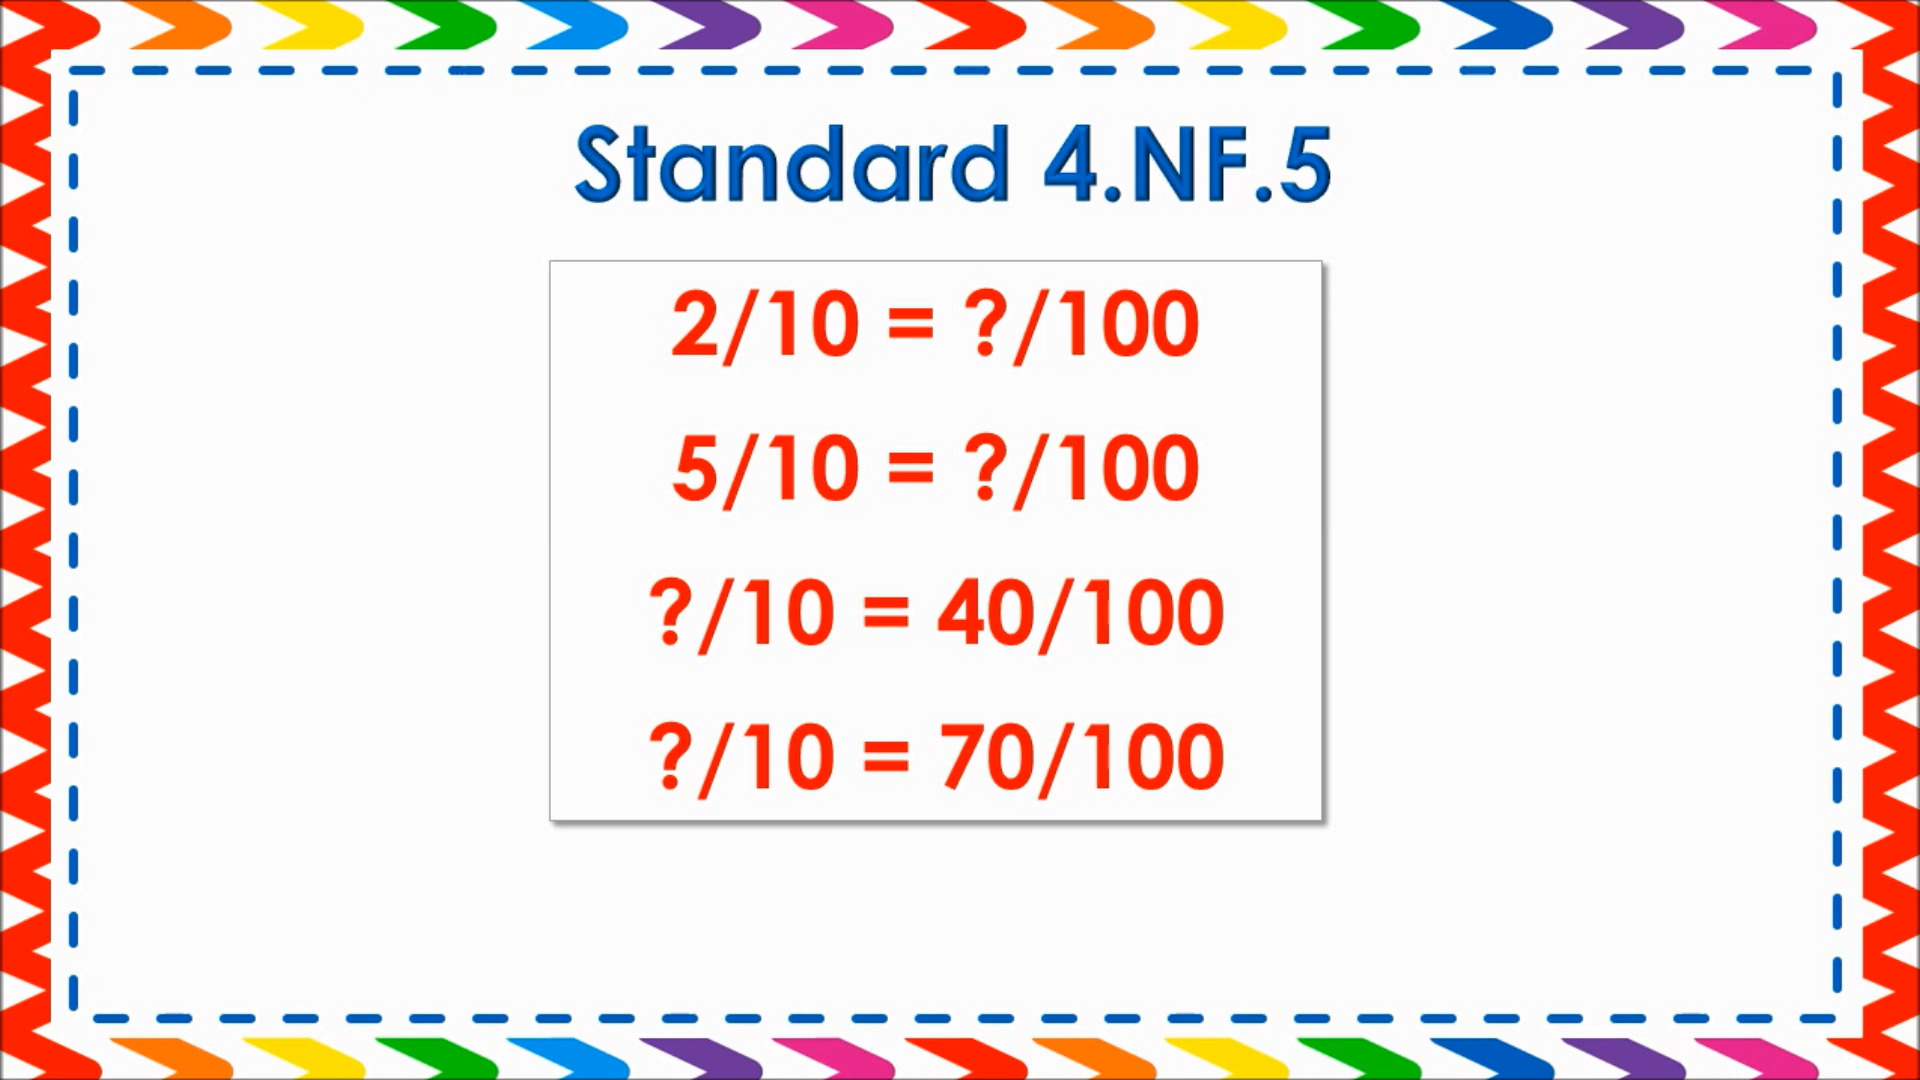 Standard 4.NF.5
2/10 = ?/100
5/10 = ?/100
?/10 = 40/100
?/10 = 70/100